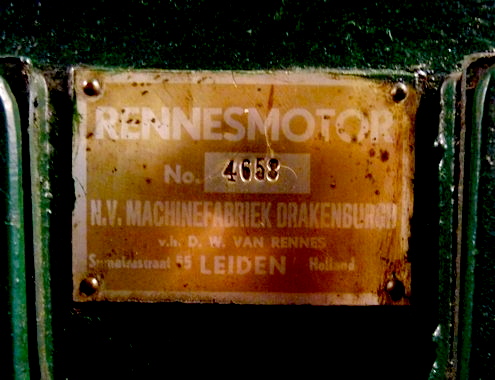 RENNESMOTOR
No. 4658
N.V. MACHINEFABRIEK DRAKENBURGH
v.h. D. W. VAN RENNES
55 LEIDEN Holland